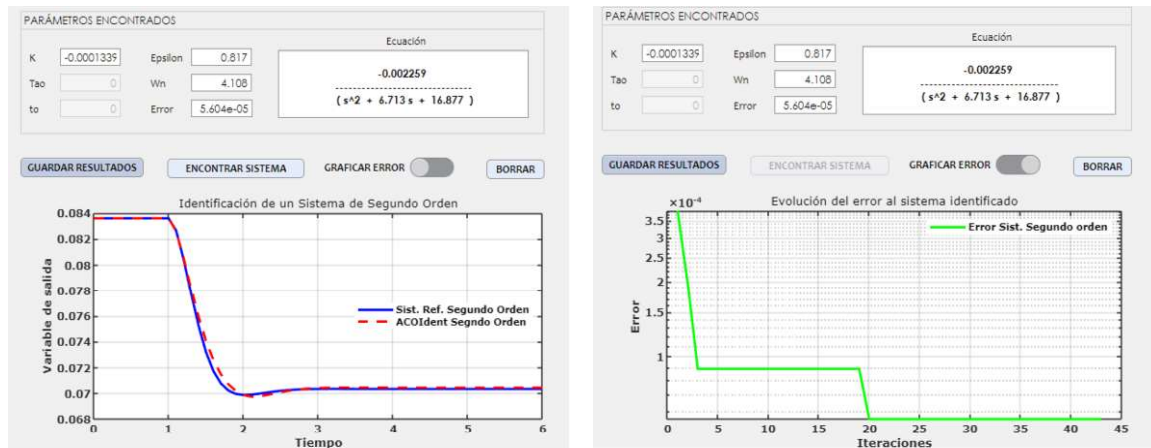 PARÁMETROS ENCONTRADOS
Ecuación
K -0.0001339 Epsilon 0.817
-0.002259
Tao 0 Wn 4.108
( s^2 + 6.713 s + 16.877 )
to 0 Error 5.604e-05
GUARDAR RESULTADOS ENCONTRAR SISTEMA GRAFICAR ERROR BORRAR
Identificación de un Sistema de Segundo Orden
0.084
0.082
0.08
0.078
0.076
0.074
0.072
0.07
0.068
Variable de salida
Sist. Ref. Segundo Orden
ACOIdent Segndo Orden
0 1 2 3 4 5 6
Tiempo
PARÁMETROS ENCONTRADOS
Ecuación
K -0.0001339 Epsilon 0.817
-0.002259
Tao 0 Wn 4.108
( s^2 + 6.713 s + 16.877 )
to 0 Error 5.604e-05
GUARDAR RESULTADOS ENCONTRAR SISTEMA GRAFICAR ERROR BORRAR
×10⁻⁴ Evolución del error al sistema identificado
3.5
3
2.5
2
1.5
1
Error
Error Sist. Segundo orden
0 5 10 15 20 25 30 35 40 45
Iteraciones